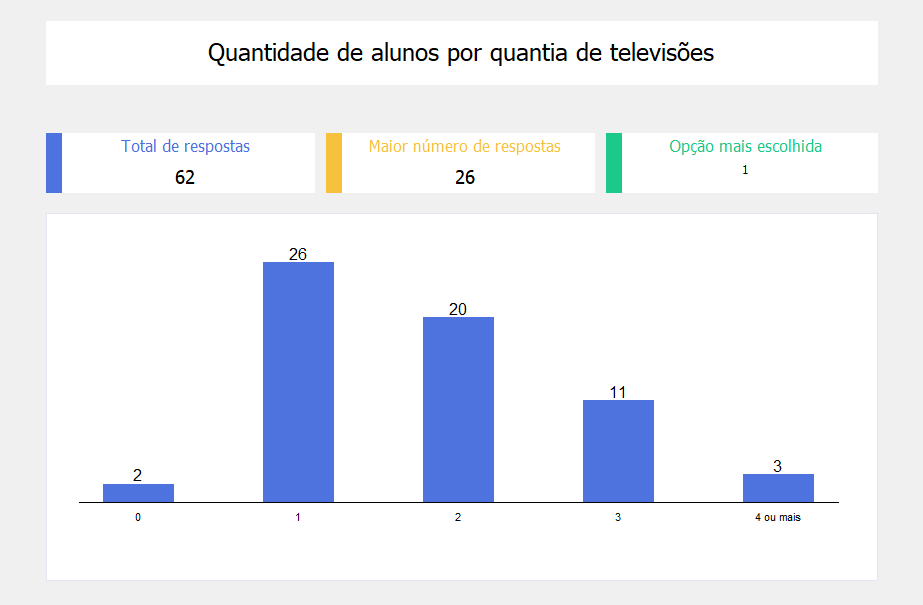 Quantidade de alunos por quantia de televisões
Total de respostas
62
Maior número de respostas
26
Opção mais escolhida
1
26
20
11
3
2
0
1
2
3
4 ou mais